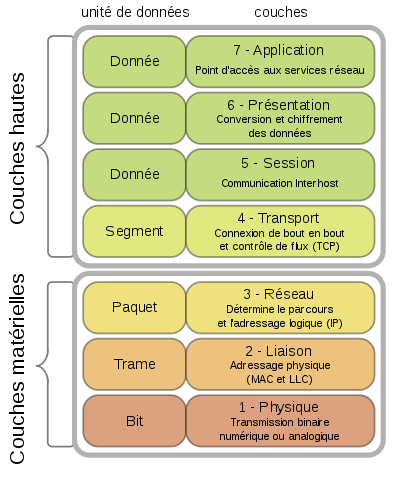 unité de données
couches
Couches hautes
Donnée
7 - Application
Point d'accès aux services réseau
Donnée
6 - Présentation
Conversion et chiffrement
des données
Donnée
5 - Session
Communication Interhost
Segment
4 - Transport
Connexion de bout en bout
et contrôle de flux (TCP)
Couches matérielles
Paquet
3 - Réseau
Détermine le parcours
et l'adressage logique (IP)
Trame
2 - Liaison
Adressage physique
(MAC et LLC)
Bit
1 - Physique
Transmission binaire
numérique ou analogique